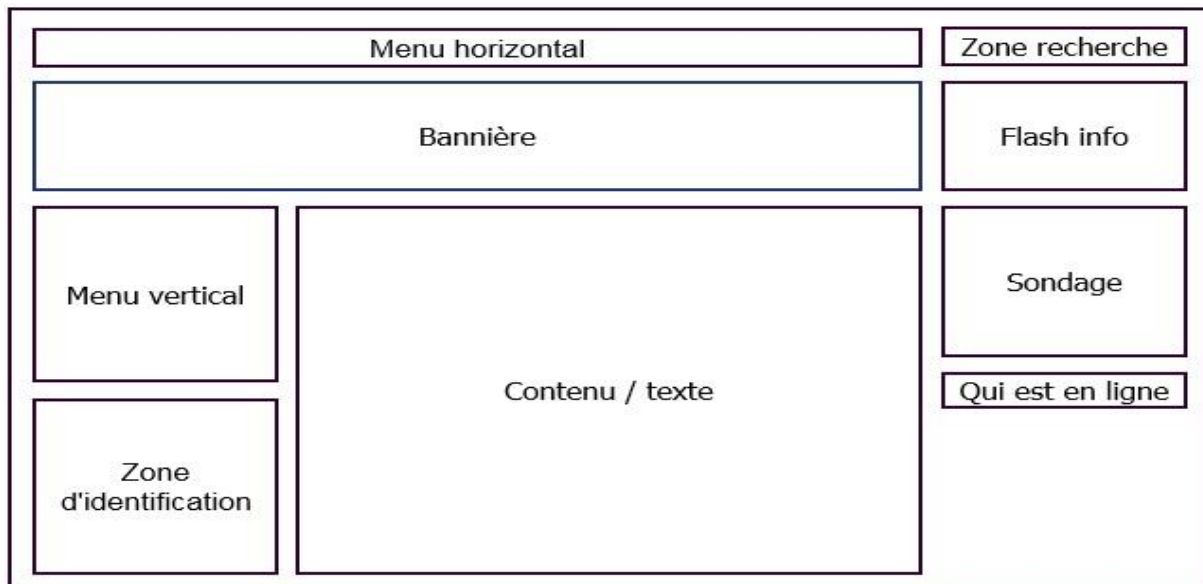 Menu horizontal
Zone recherche
Bannière
Flash info
Menu vertical
Contenu / texte
Sondage
Qui est en ligne
Zone
d'identification